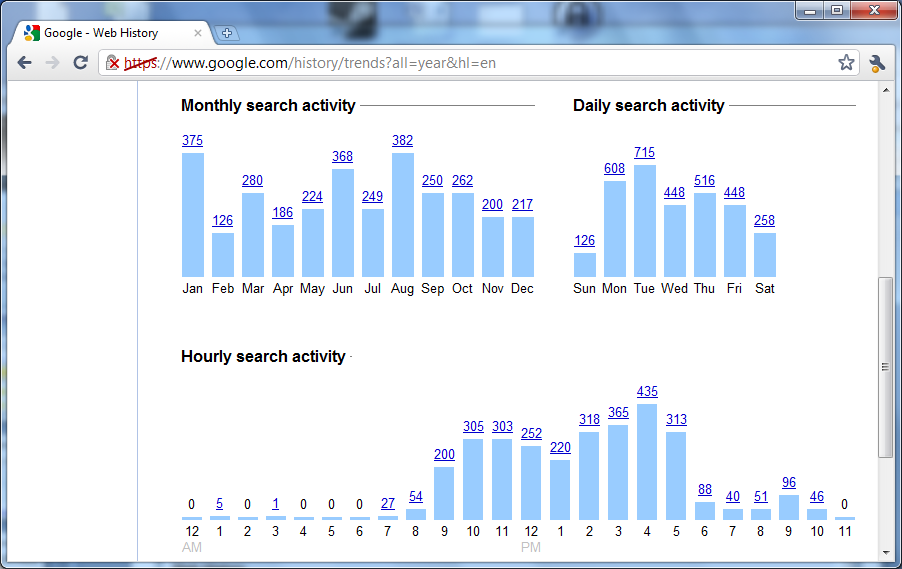 Google - Web History
https://www.google.com/history/trends?all=year&hl=en
Monthly search activity
375 126 280 186 224 368 249 382 250 262 200 217
Jan Feb Mar Apr May Jun Jul Aug Sep Oct Nov Dec
Daily search activity
126 608 715 448 516 448 258
Sun Mon Tue Wed Thu Fri Sat
Hourly search activity
0 5 0 1 0 0 0 27 54 200 305 303 252 220 318 365 435 313 88 40 51 96 46 0
12 1 2 3 4 5 6 7 8 9 10 11 12 1 2 3 4 5 6 7 8 9 10 11
AM PM